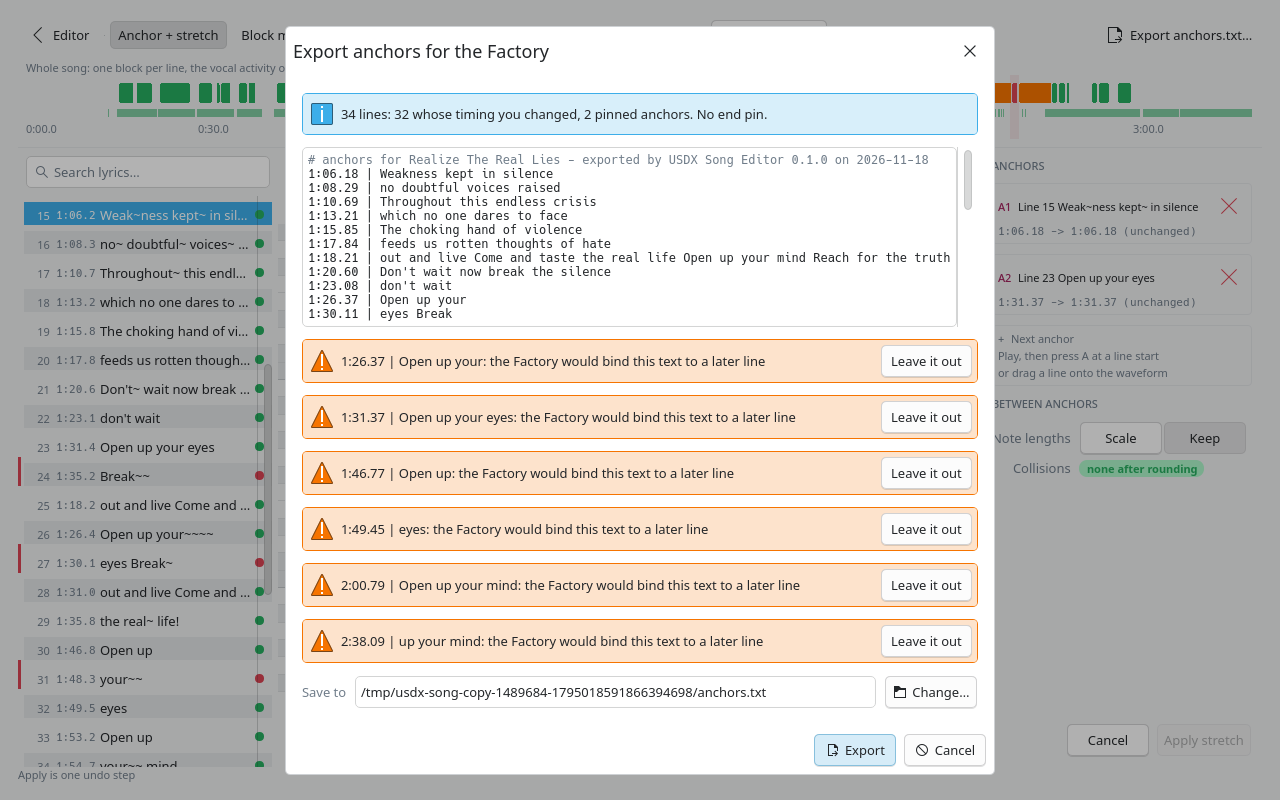 Editor
Anchor + stretch
Block m
Export anchors.txt...
Whole song: one block per line, the vocal activity o
0:00.0
0:30.0
3:00.0
Search lyrics...
15 1:06.2 Weak~ness kept~ in sil...
16 1:08.3 no~ doubtful~ voices~ ...
17 1:10.7 Throughout~ this endl...
18 1:13.2 which no one dares to ...
19 1:15.8 The choking hand of vi...
20 1:17.8 feeds us rotten though...
21 1:20.6 Don't~ wait now break ...
22 1:23.1 don't wait
23 1:31.4 Open up your eyes
24 1:35.2 Break~~
25 1:18.2 out and live Come and ...
26 1:26.4 Open up your~~~~
27 1:30.1 eyes Break~
28 1:31.0 out and live Come and ...
29 1:35.8 the real~ life!
30 1:46.8 Open up
31 1:48.3 your~~
32 1:49.5 eyes
33 1:53.2 Open up
34 1:54.7 your~~ mind
Apply is one undo step
Export anchors for the Factory
34 lines: 32 whose timing you changed, 2 pinned anchors. No end pin.
# anchors for Realize The Real Lies – exported by USDX Song Editor 0.1.0 on 2026-11-18
1:06.18 | Weakness kept in silence
1:08.29 | no doubtful voices raised
1:10.69 | Throughout this endless crisis
1:13.21 | which no one dares to face
1:15.85 | The choking hand of violence
1:17.84 | feeds us rotten thoughts of hate
1:18.21 | out and live Come and taste the real life Open up your mind Reach for the truth
1:20.60 | Don't wait now break the silence
1:23.08 | don't wait
1:26.37 | Open up your
1:30.11 | eyes Break
1:26.37 | Open up your: the Factory would bind this text to a later line
Leave it out
1:31.37 | Open up your eyes: the Factory would bind this text to a later line
Leave it out
1:46.77 | Open up: the Factory would bind this text to a later line
Leave it out
1:49.45 | eyes: the Factory would bind this text to a later line
Leave it out
2:00.79 | Open up your mind: the Factory would bind this text to a later line
Leave it out
2:38.09 | up your mind: the Factory would bind this text to a later line
Leave it out
Save to
/tmp/usdx-song-copy-1489684-1795018591866394698/anchors.txt
Change...
Export
Cancel
ANCHORS
A1 Line 15 Weak~ness kept~ in silence
1:06.18 -> 1:06.18 (unchanged)
A2 Line 23 Open up your eyes
1:31.37 -> 1:31.37 (unchanged)
+ Next anchor
Play, then press A at a line start
or drag a line onto the waveform
BETWEEN ANCHORS
Note lengths
Scale
Keep
Collisions
none after rounding
Cancel
Apply stretch